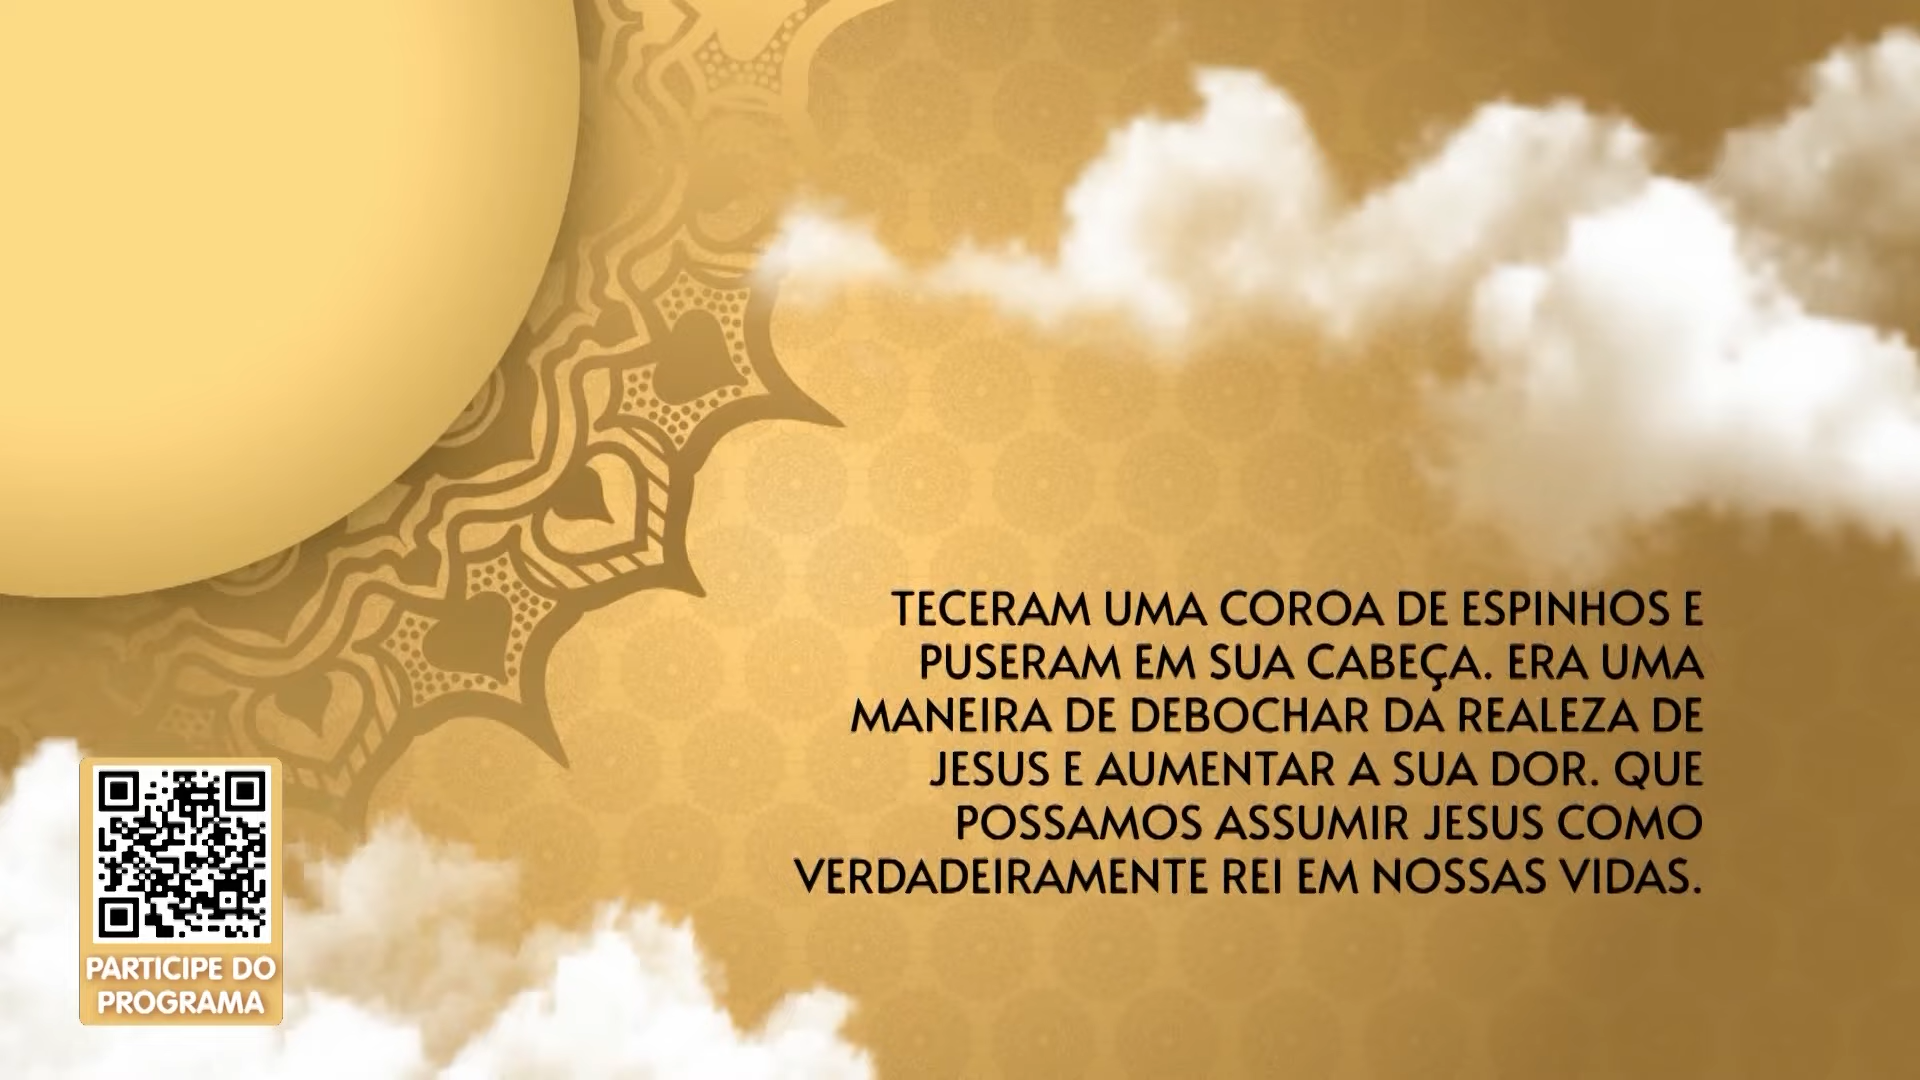 TECERAM UMA COROA DE ESPINHOS E
PUSERAM EM SUA CABEÇA. ERA UMA
MANEIRA DE DEBOCHAR DA REALEZA DE
JESUS E AUMENTAR A SUA DOR. QUE
POSSAMOS ASSUMIR JESUS COMO
VERDADEIRAMENTE REI EM NOSSAS VIDAS.
PARTICIPE DO
PROGRAMA